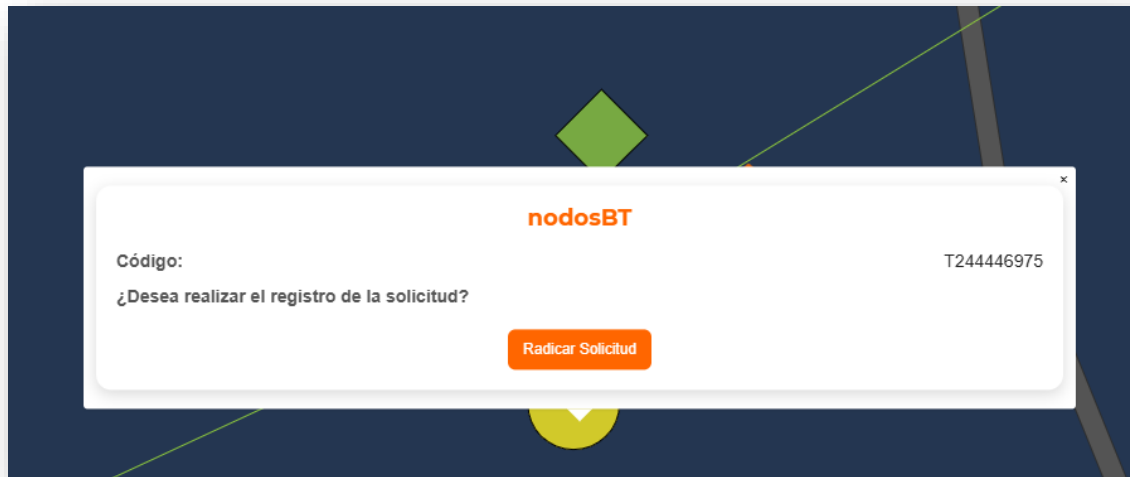 ×
nodosBT
Código: T244446975
¿Desea realizar el registro de la solicitud?
Radicar Solicitud